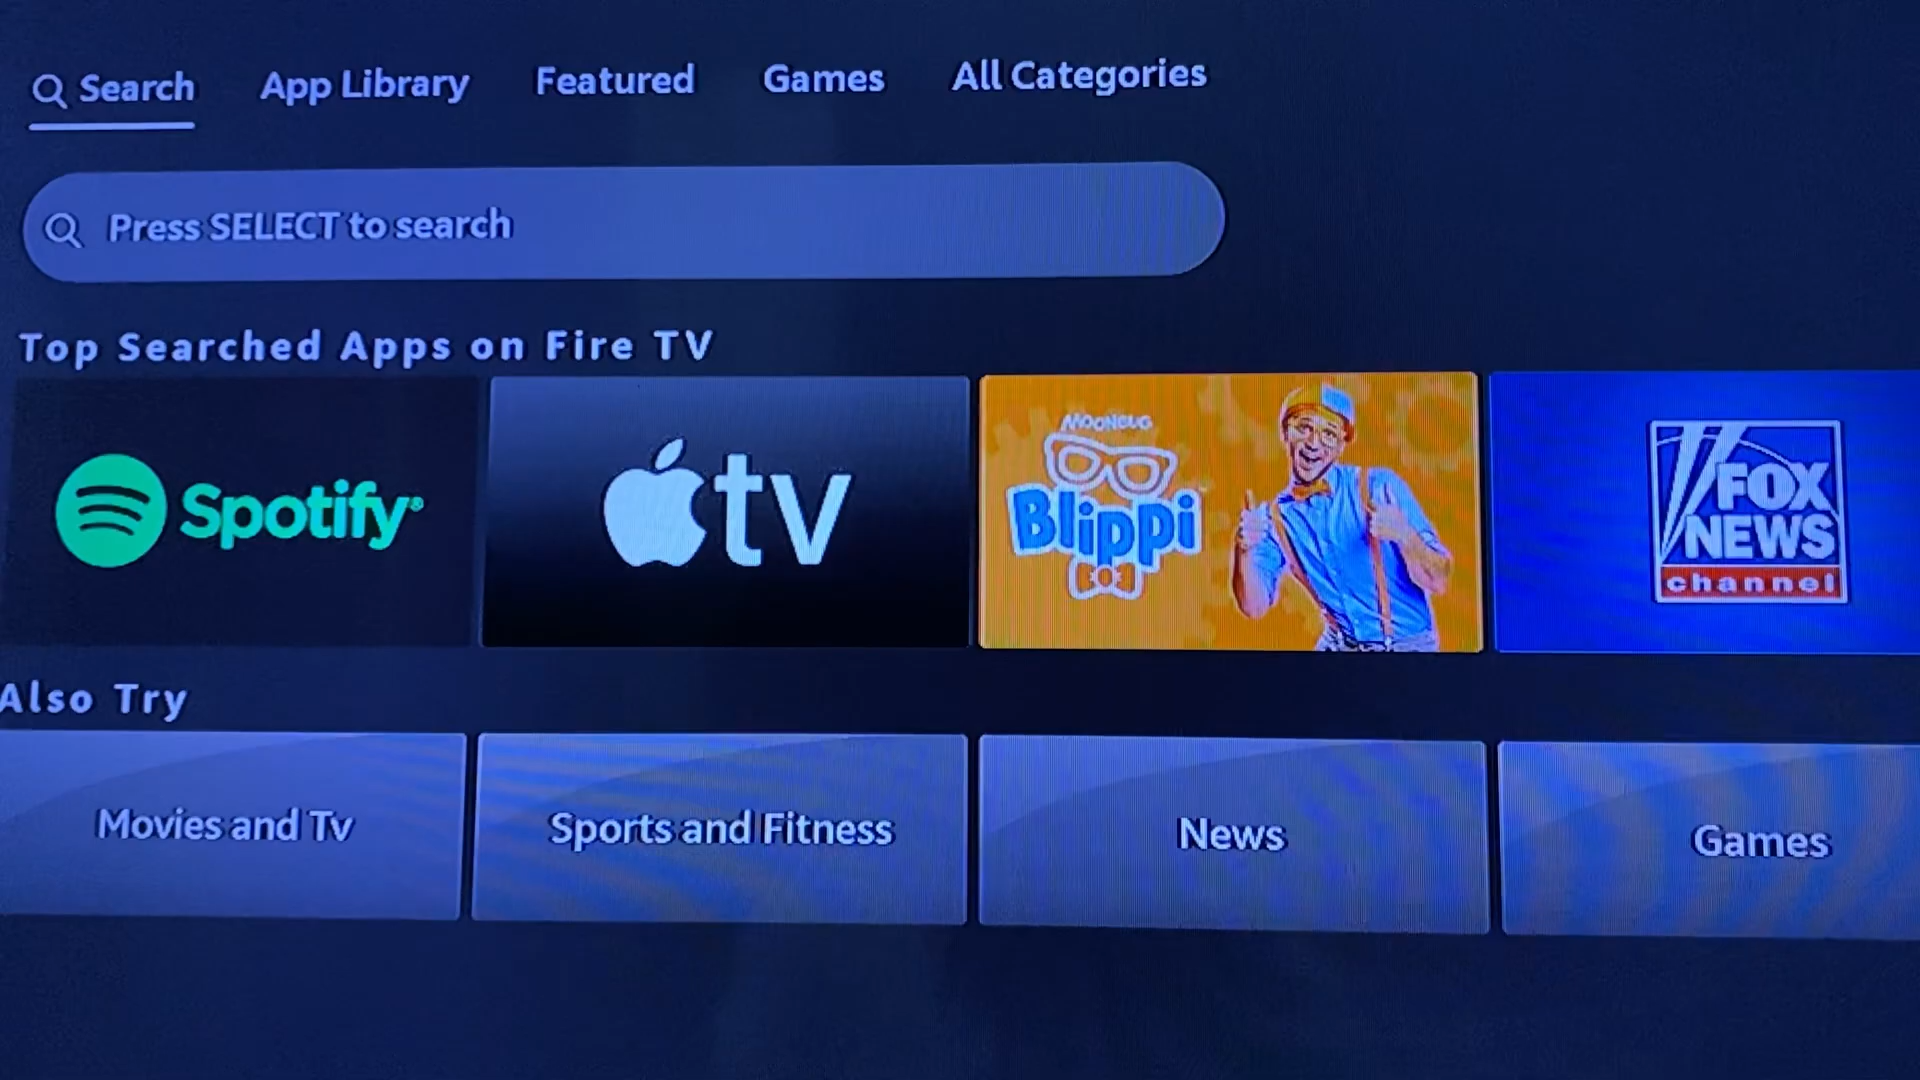 Search App Library Featured Games All Categories
Press SELECT to search
Top Searched Apps on Fire TV
Spotify
tv
MOONBUG
Blippi
FOX
NEWS
channel
Also Try
Movies and Tv
Sports and Fitness
News
Games